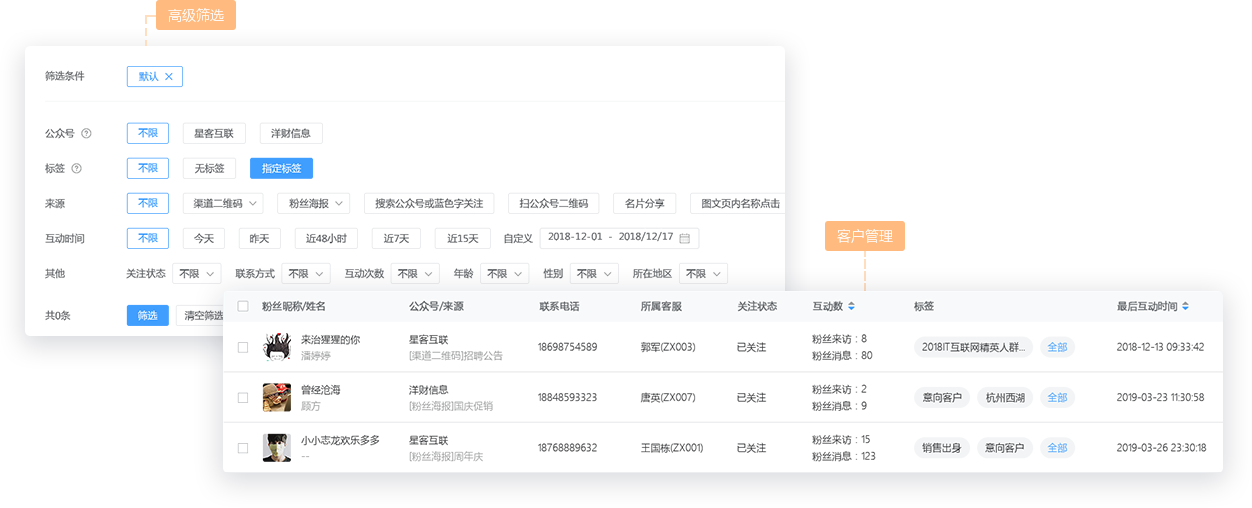 高级筛选
筛选条件 默认 ×
公众号 ? 不限 星客互联 洋财信息
标签 ? 不限 无标签 指定标签
来源 不限 渠道二维码 粉丝海报 搜索公众号或蓝色字关注 扫公众号二维码 名片分享 图文页内名称点击
互动时间 不限 今天 昨天 近48小时 近7天 近15天 自定义 2018-12-01 - 2018/12/17
客户管理
其他 关注状态 不限 联系方式 不限 互动次数 不限 年龄 不限 性别 不限 所在地区 不限
共0条 筛选 清空筛选
粉丝昵称/姓名 公众号/来源 联系电话 所属客服 关注状态 互动数 标签 最后互动时间
来治猩猩的你 潘婷婷 星客互联 [渠道二维码]招聘公告 18698754589 郭军(ZX003) 已关注 粉丝来访：8 粉丝消息：80 2018IT互联网精英人群... 全部 2018-12-13 09:33:42
曾经沧海 顾方 洋财信息 [粉丝海报]国庆促销 18848593323 唐英(ZX007) 已关注 粉丝来访：2 粉丝消息：9 意向客户 杭州西湖 全部 2019-03-23 11:30:58
小小志龙欢乐多多 -- 星客互联 [粉丝海报]周年庆 18768889632 王国栋(ZX001) 已关注 粉丝来访：15 粉丝消息：123 销售出身 意向客户 全部 2019-03-26 23:30:18